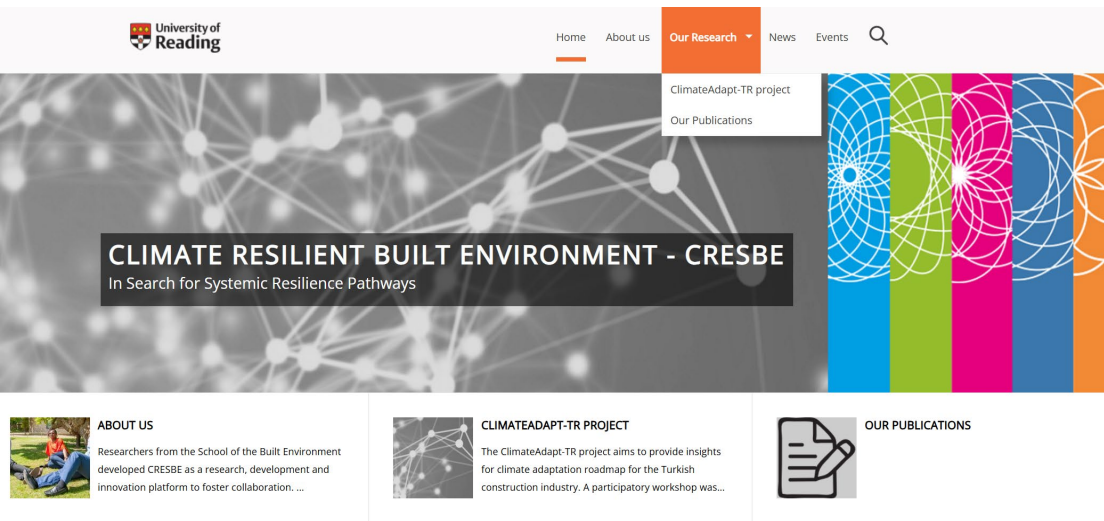 University of
Reading
Home About us Our Research News Events
ClimateAdapt-TR project
Our Publications
CLIMATE RESILIENT BUILT ENVIRONMENT - CRESBE
In Search for Systemic Resilience Pathways
ABOUT US
Researchers from the School of the Built Environment
developed CRESBE as a research, development and
innovation platform to foster collaboration. ...
CLIMATEADAPT-TR PROJECT
The ClimateAdapt-TR project aims to provide insights
for climate adaptation roadmap for the Turkish
construction industry. A participatory workshop was...
OUR PUBLICATIONS